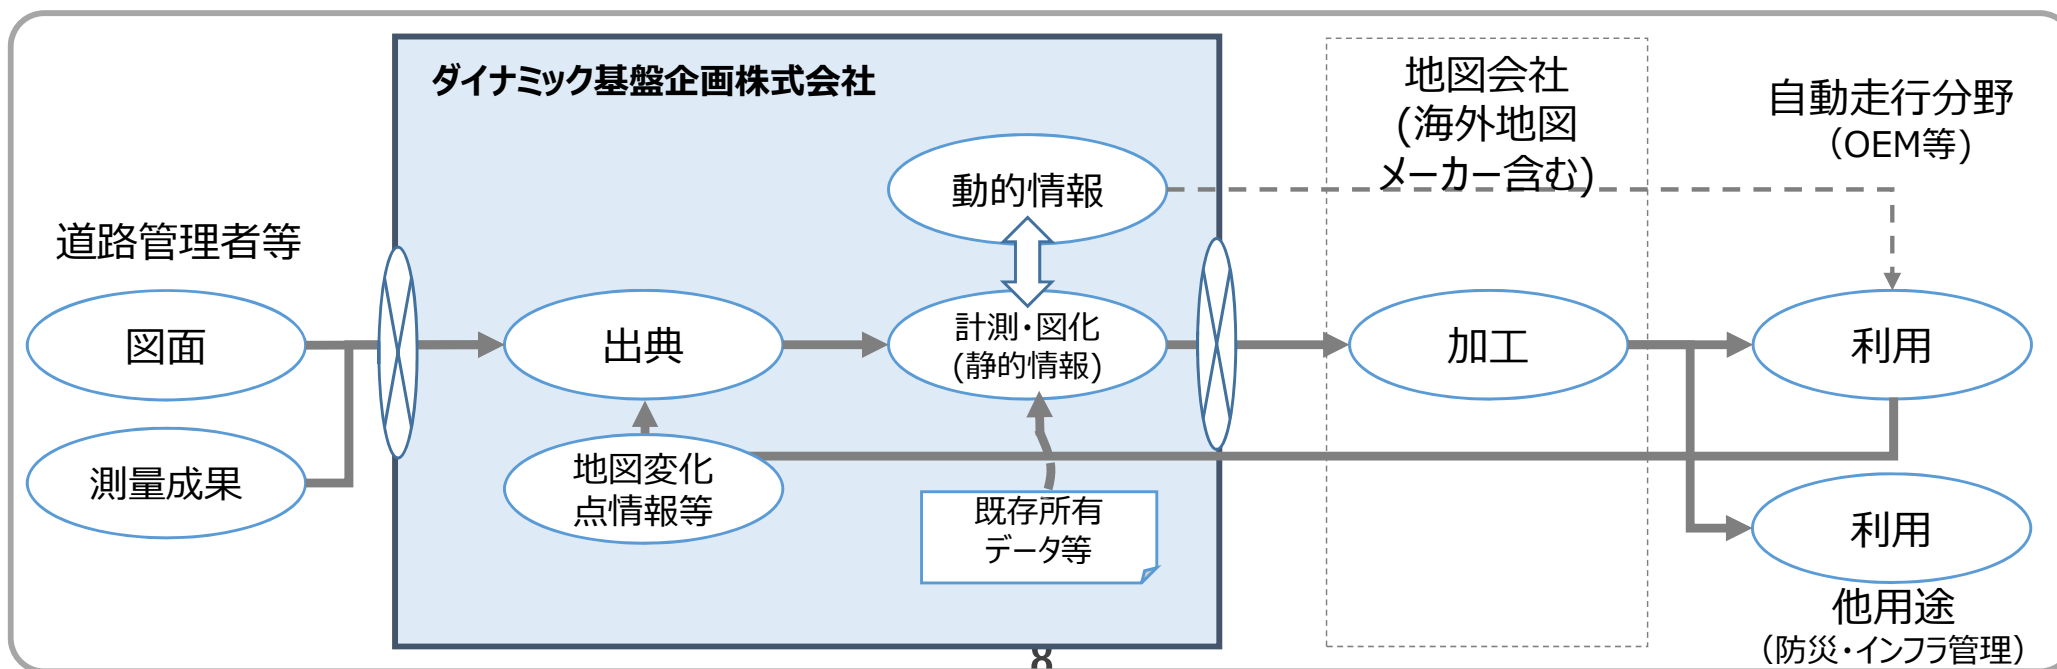 ダイナミック基盤企画株式会社
地図会社
(海外地図
メーカー含む)
自動走行分野
（OEM等）
動的情報
道路管理者等
図面
出典
計測・図化
(静的情報)
加工
利用
測量成果
地図変化
点情報等
既存所有
データ等
利用
他用途
（防災・インフラ管理）
8